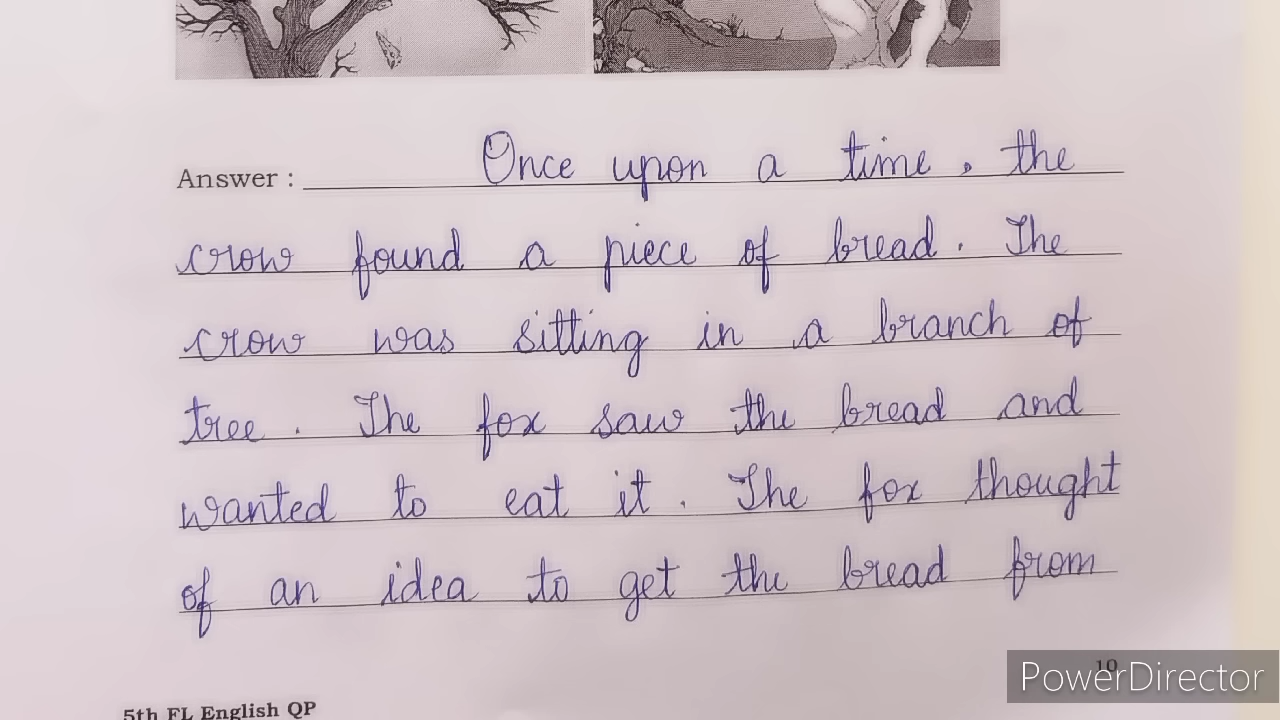 Answer : Once upon a time, the
crow found a piece of bread. The
crow was sitting in a branch of
tree. The fox saw the bread and
wanted to eat it. The fox thought
of an idea to get the bread from
10
PowerDirector
5th FL English QP